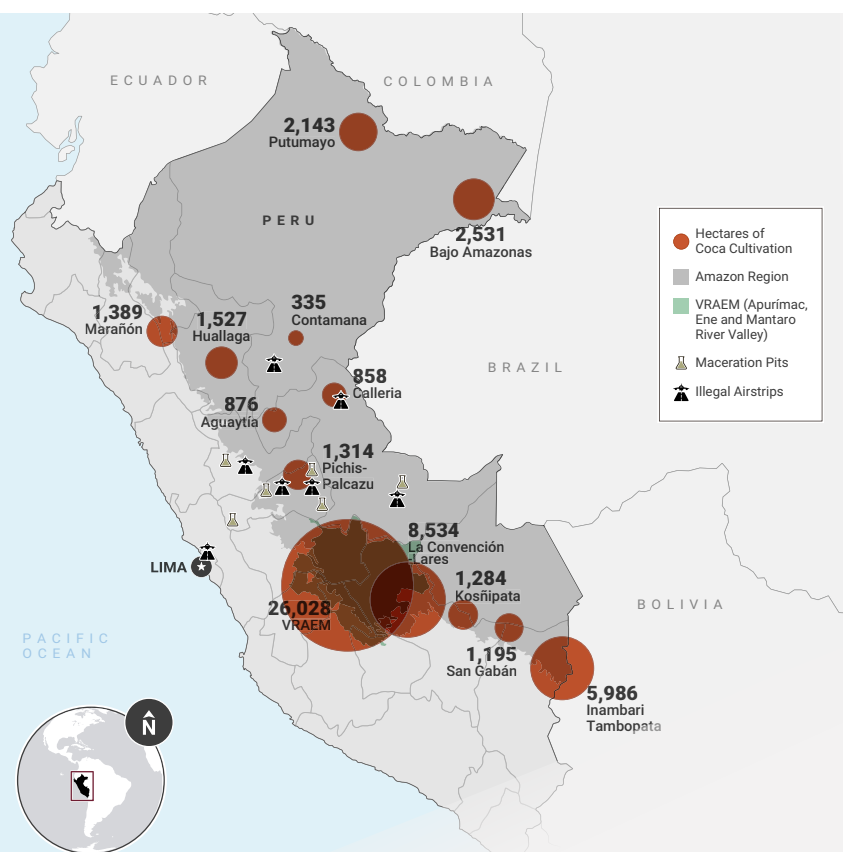 ECUADOR
COLOMBIA
2,143
Putumayo
PERU
2,531
Bajo Amazonas
Hectares of
Coca Cultivation
Amazon Region
VRAEM (Apurímac,
Ene and Mantaro
River Valley)
Maceration Pits
Illegal Airstrips
1,389
Marañón
1,527
Huallaga
335
Contamana
BRAZIL
858
Calleria
876
Aguaytía
1,314
Pichis-
Palcazu
8,534
La Convención
-Lares
LIMA
1,284
Kosñipata
26,028
VRAEM
BOLIVIA
PACIFIC
OCEAN
1,195
San Gabán
5,986
Inambari
Tambopata
N